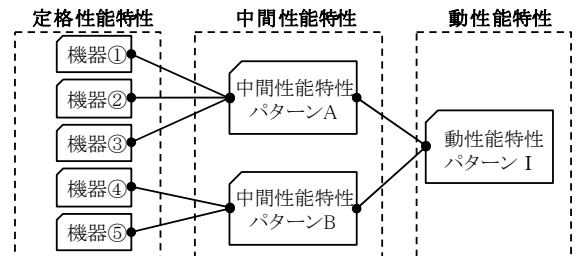 定格性能特性
中間性能特性
動性能特性
機器①
機器②
機器③
機器④
機器⑤
中間性能特性
パターンA
中間性能特性
パターンB
動性能特性
パターン I